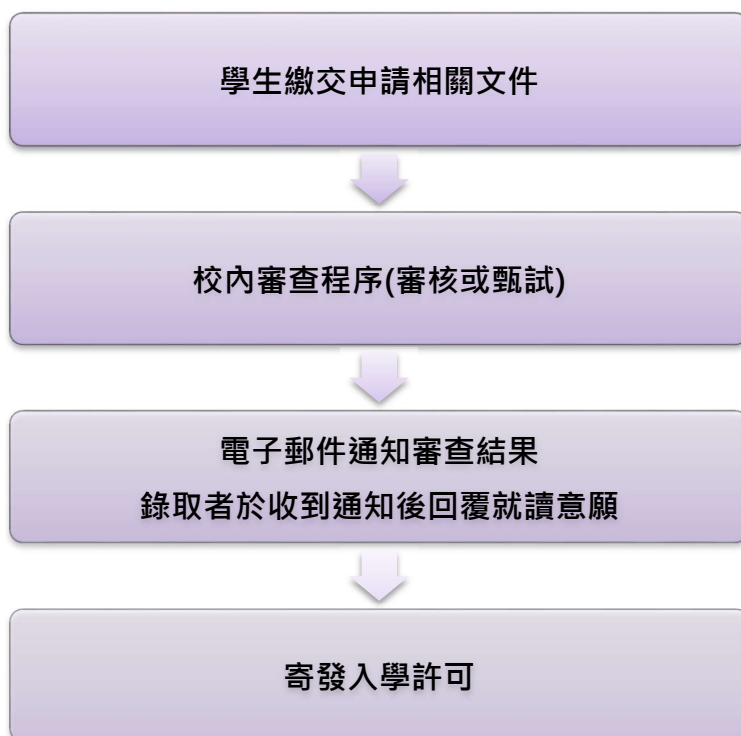 學生繳交申請相關文件
校內審查程序(審核或甄試)
電子郵件通知審查結果
錄取者於收到通知後回覆就讀意願
寄發入學許可